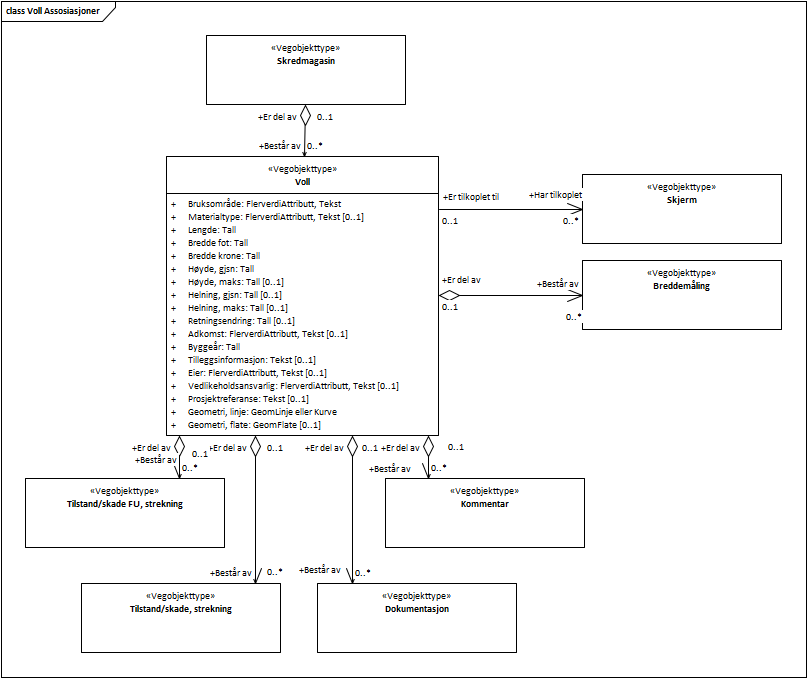 class Voll Assosiasjoner
«Vegobjekttype»
Skredmagasin
+Er del av 0..1
+Består av 0..*
«Vegobjekttype»
Voll
+ Bruksområde: FlerverdiAttributt, Tekst
+ Materialtype: FlerverdiAttributt, Tekst [0..1]
+ Lengde: Tall
+ Bredde fot: Tall
+ Bredde krone: Tall
+ Høyde, gjsn: Tall
+ Høyde, maks: Tall [0..1]
+ Helning, gjsn: Tall [0..1]
+ Helning, maks: Tall [0..1]
+ Retningsendring: Tall [0..1]
+ Adkomst: FlerverdiAttributt, Tekst [0..1]
+ Byggeår: Tall
+ Tilleggsinformasjon: Tekst [0..1]
+ Eier: FlerverdiAttributt, Tekst [0..1]
+ Vedlikeholdsansvarlig: FlerverdiAttributt, Tekst [0..1]
+ Prosjektreferanse: Tekst [0..1]
+ Geometri, linje: GeomLinje eller Kurve
+ Geometri, flate: GeomFlate [0..1]
+Er tilkoplet til +Har tilkoplet
0..1 0..*
«Vegobjekttype»
Skjerm
+Er del av +Består av
0..1 0..*
«Vegobjekttype»
Breddemåling
+Er del av 0..1 +Er del av 0..1 +Er del av 0..1 +Er del av 0..1
+Består av 0..*
+Består av 0..*
«Vegobjekttype»
Tilstand/skade FU, strekning
«Vegobjekttype»
Kommentar
+Består av 0..* +Består av 0..*
«Vegobjekttype»
Tilstand/skade, strekning
«Vegobjekttype»
Dokumentasjon